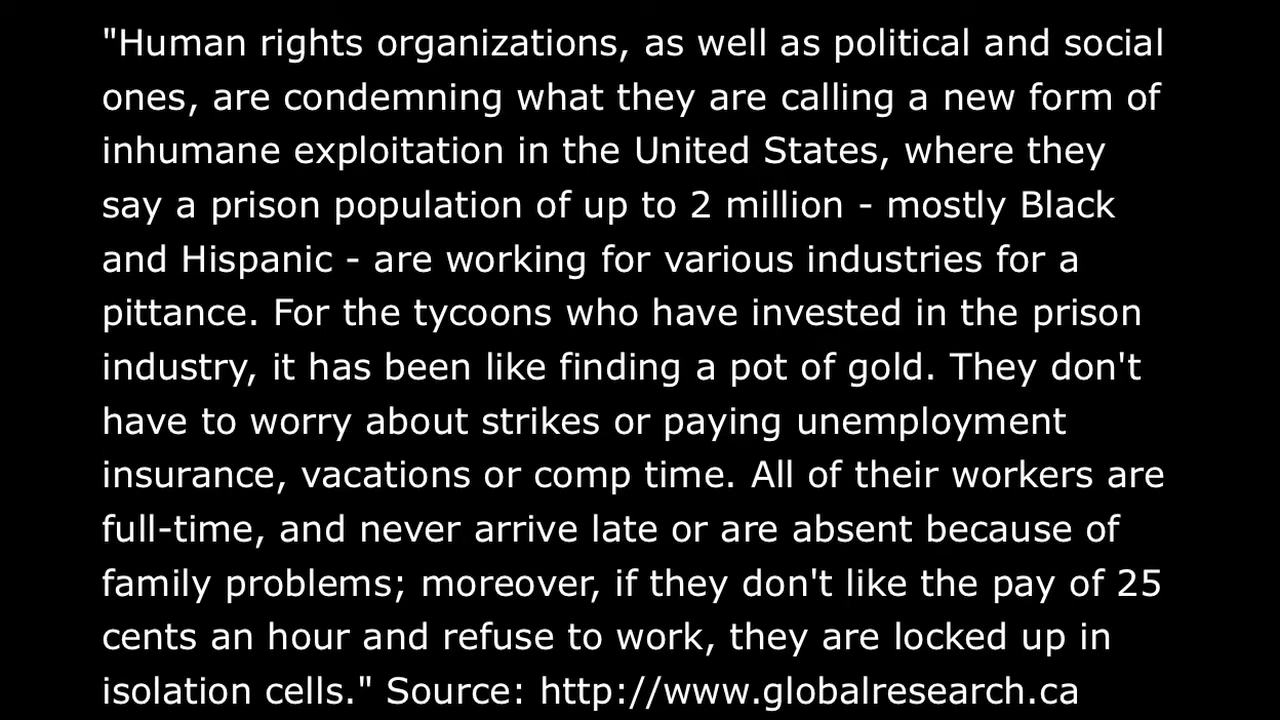 "Human rights organizations, as well as political and social
ones, are condemning what they are calling a new form of
inhumane exploitation in the United States, where they
say a prison population of up to 2 million - mostly Black
and Hispanic - are working for various industries for a
pittance. For the tycoons who have invested in the prison
industry, it has been like finding a pot of gold. They don't
have to worry about strikes or paying unemployment
insurance, vacations or comp time. All of their workers are
full-time, and never arrive late or are absent because of
family problems; moreover, if they don't like the pay of 25
cents an hour and refuse to work, they are locked up in
isolation cells." Source: http://www.globalresearch.ca